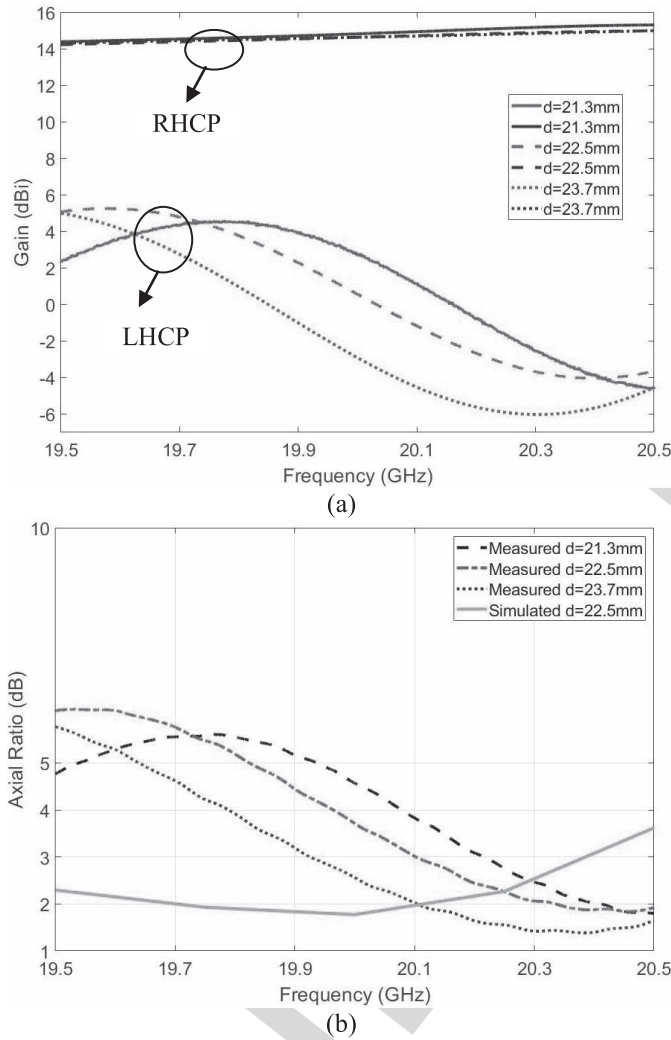 16
14
12
10
8
6
4
2
0
-2
-4
-6
Gain (dBi)
RHCP
LHCP
d=21.3mm
d=21.3mm
d=22.5mm
d=22.5mm
d=23.7mm
d=23.7mm
19.5 19.7 19.9 20.1 20.3 20.5
Frequency (GHz)
(a)
10
5
4
3
2
1
Axial Ratio (dB)
Measured d=21.3mm
Measured d=22.5mm
Measured d=23.7mm
Simulated d=22.5mm
19.5 19.7 19.9 20.1 20.3 20.5
Frequency (GHz)
(b)